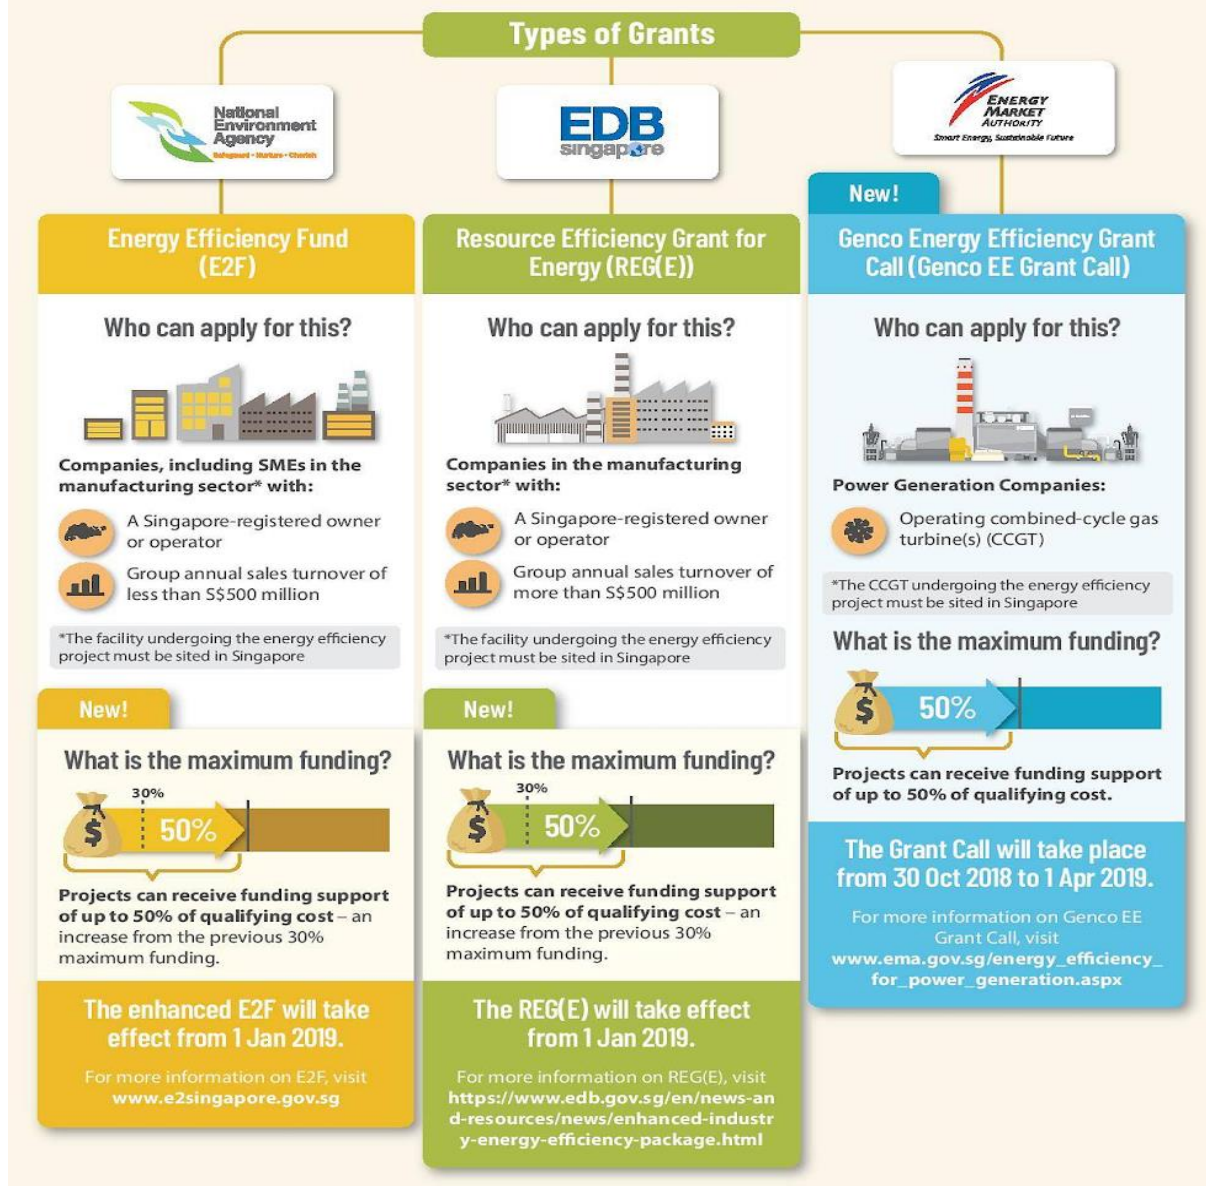 Types of Grants
National
Environment
Agency
Safeguard • Nurture • Cherish
Energy Efficiency Fund
(E2F)
Who can apply for this?
Companies, including SMEs in the
manufacturing sector* with:
A Singapore-registered owner
or operator
Group annual sales turnover of
less than S$500 million
*The facility undergoing the energy efficiency
project must be sited in Singapore
New!
What is the maximum funding?
30%
$
50%
Projects can receive funding support
of up to 50% of qualifying cost – an
increase from the previous 30%
maximum funding.
The enhanced E2F will take
effect from 1 Jan 2019.
For more information on E2F, visit
www.e2singapore.gov.sg
EDB
singapore
Resource Efficiency Grant for
Energy (REG(E))
Who can apply for this?
Companies in the manufacturing
sector* with:
A Singapore-registered owner
or operator
Group annual sales turnover of
more than S$500 million
*The facility undergoing the energy efficiency
project must be sited in Singapore
New!
What is the maximum funding?
30%
$
50%
Projects can receive funding support
of up to 50% of qualifying cost – an
increase from the previous 30%
maximum funding.
The REG(E) will take effect
from 1 Jan 2019.
For more information on REG(E), visit
https://www.edb.gov.sg/en/news-an
d-resources/news/enhanced-industr
y-energy-efficiency-package.html
ENERGY
MARKET
AUTHORITY
Smart Energy, Sustainable Future
New!
Genco Energy Efficiency Grant
Call (Genco EE Grant Call)
Who can apply for this?
Power Generation Companies:
Operating combined-cycle gas
turbine(s) (CCGT)
*The CCGT undergoing the energy efficiency
project must be sited in Singapore
What is the maximum funding?
$
50%
Projects can receive funding support
of up to 50% of qualifying cost.
The Grant Call will take place
from 30 Oct 2018 to 1 Apr 2019.
For more information on Genco EE
Grant Call, visit
www.ema.gov.sg/energy_efficiency_
for_power_generation.aspx